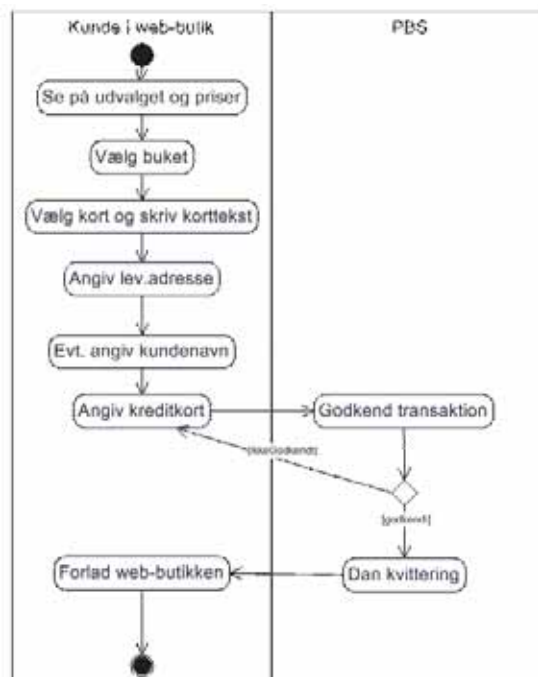 Kunde i web-butik
PBS
Se på udvalget og priser
Vælg buket
Vælg kort og skriv korttekst
Angiv lev.adresse
Evt. angiv kundenavn
Angiv kreditkort
Godkend transaktion
[ikkeGodkendt]
[godkendt]
Forlad web-butikken
Dan kvittering